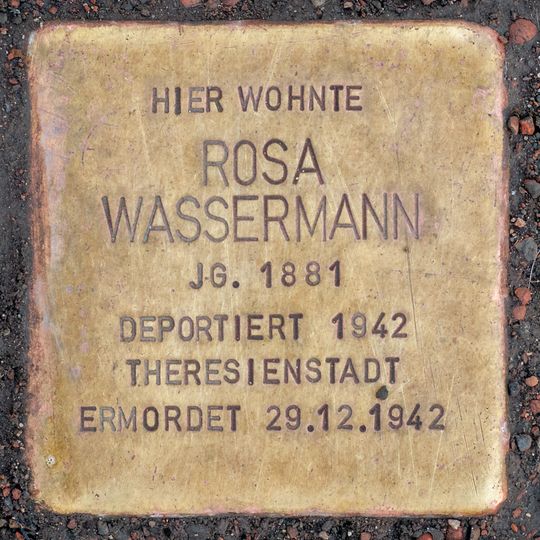 HIER WOHNTE
ROSA
WASSERMANN
JG. 1881
DEPORTIERT 1942
THERESIENSTADT
ERMORDET 29.12.1942